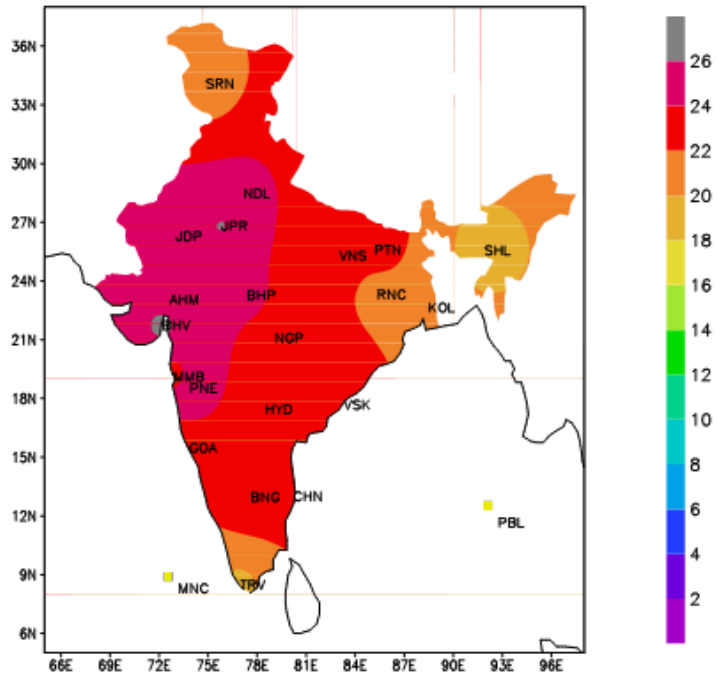 36N
33N
30N
27N
24N
21N
18N
15N
12N
9N
6N
66E 69E 72E 75E 78E 81E 84E 87E 90E 93E 96E
SRN
NDL
JPR
JDP
VNS
PTN
SHL
AHM
BHP
RNC
KOL
BHV
NGP
MMB
PNE
HYD
VSK
GOA
BNG
CHN
PBL
MNC
TRV
26
24
22
20
18
16
14
12
10
8
6
4
2